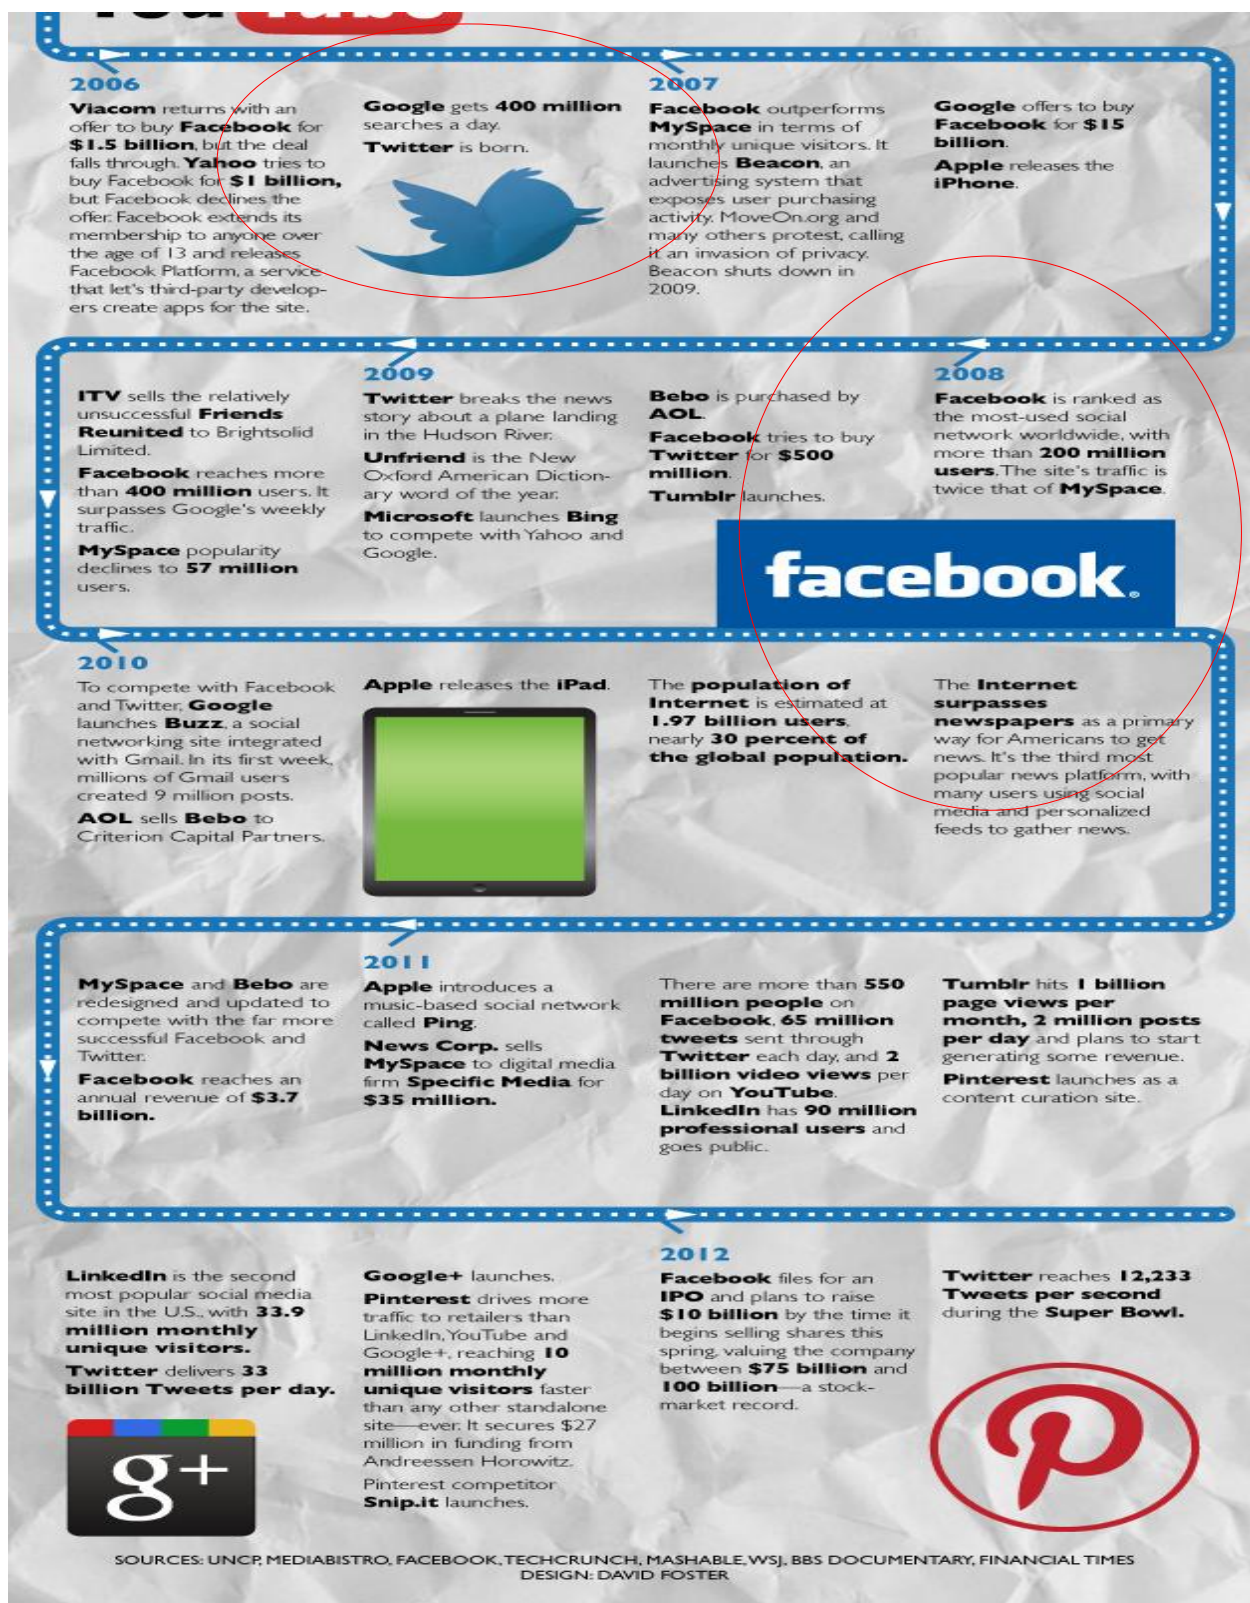 You Tube
2006
Viacom returns with an
offer to buy Facebook for
$1.5 billion, but the deal
falls through. Yahoo tries to
buy Facebook for $1 billion,
but Facebook declines the
offer. Facebook extends its
membership to anyone over
the age of 13 and releases
Facebook Platform, a service
that let's third-party develop-
ers create apps for the site.
Google gets 400 million
searches a day.
Twitter is born.
2007
Facebook outperforms
MySpace in terms of
monthly unique visitors. It
launches Beacon, an
advertising system that
exposes user purchasing
activity. MoveOn.org and
many others protest, calling
it an invasion of privacy.
Beacon shuts down in
2009.
Google offers to buy
Facebook for $15
billion.
Apple releases the
iPhone.
2008
Facebook is ranked as
the most-used social
network worldwide, with
more than 200 million
users. The site's traffic is
twice that of MySpace.
facebook
Bebo is purchased by
AOL.
Facebook tries to buy
Twitter for $500
million.
Tumblr launches.
2009
Twitter breaks the news
story about a plane landing
in the Hudson River.
Unfriend is the New
Oxford American Diction-
ary word of the year.
Microsoft launches Bing
to compete with Yahoo and
Google.
ITV sells the relatively
unsuccessful Friends
Reunited to Brightsolid
Limited.
Facebook reaches more
than 400 million users. It
surpasses Google's weekly
traffic.
MySpace popularity
declines to 57 million
users.
2010
To compete with Facebook
and Twitter, Google
launches Buzz, a social
networking site integrated
with Gmail. In its first week,
millions of Gmail users
created 9 million posts.
AOL sells Bebo to
Criterion Capital Partners.
Apple releases the iPad.
The population of
Internet is estimated at
1.97 billion users,
nearly 30 percent of
the global population.
The Internet
surpasses
newspapers as a primary
way for Americans to get
news. It's the third most
popular news platform, with
many users using social
media and personalized
feeds to gather news.
MySpace and Bebo are
redesigned and updated to
compete with the far more
successful Facebook and
Twitter.
Facebook reaches an
annual revenue of $3.7
billion.
2011
Apple introduces a
music-based social network
called Ping.
News Corp. sells
MySpace to digital media
firm Specific Media for
$35 million.
There are more than 550
million people on
Facebook, 65 million
tweets sent through
Twitter each day, and 2
billion video views per
day on YouTube.
LinkedIn has 90 million
professional users and
goes public.
Tumblr hits 1 billion
page views per
month, 2 million posts
per day and plans to start
generating some revenue.
Pinterest launches as a
content curation site.
LinkedIn is the second
most popular social media
site in the U.S., with 33.9
million monthly
unique visitors.
Twitter delivers 33
billion Tweets per day.
g+
Google+ launches.
Pinterest drives more
traffic to retailers than
LinkedIn, YouTube and
Google+, reaching 10
million monthly
unique visitors faster
than any other standalone
site—ever. It secures $27
million in funding from
Andreessen Horowitz.
Pinterest competitor
Snip.it launches.
2012
Facebook files for an
IPO and plans to raise
$10 billion by the time it
begins selling shares this
spring, valuing the company
between $75 billion and
100 billion—a stock-
market record.
Twitter reaches 12,233
Tweets per second
during the Super Bowl.
SOURCES: UNCP, MEDIABISTRO, FACEBOOK, TECHCRUNCH, MASHABLE, WSJ, BBS DOCUMENTARY, FINANCIAL TIMES
DESIGN: DAVID FOSTER